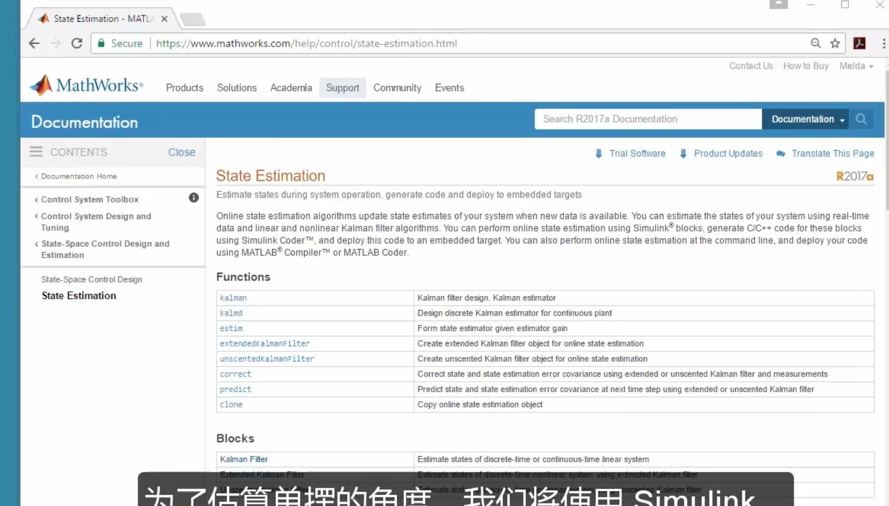 State Estimation - MATL
Secure https://www.mathworks.com/help/control/state-estimation.html
Contact Us How to Buy Melda
MathWorks® Products Solutions Academia Support Community Events
Documentation
Search R2017a Documentation Documentation
CONTENTS Close
Trial Software Product Updates Translate This Page
Documentation Home
Control System Toolbox
Control System Design and
Tuning
State-Space Control Design and
Estimation
State-Space Control Design
State Estimation
State Estimation
R2017a
Estimate states during system operation, generate code and deploy to embedded targets
Online state estimation algorithms update state estimates of your system when new data is available. You can estimate the states of your system using real-time
data and linear and nonlinear Kalman filter algorithms. You can perform online state estimation using Simulink® blocks, generate C/C++ code for these blocks
using Simulink Coder™, and deploy this code to an embedded target. You can also perform online state estimation at the command line, and deploy your code
using MATLAB® Compiler™ or MATLAB Coder.
Functions
kalman Kalman filter design, Kalman estimator
kalmd Design discrete Kalman estimator for continuous plant
estim Form state estimator given estimator gain
extendedKalmanFilter Create extended Kalman filter object for online state estimation
unscentedKalmanFilter Create unscented Kalman filter object for online state estimation
correct Correct state and state estimation error covariance using extended or unscented Kalman filter and measurements
predict Predict state and state estimation error covariance at next time step using extended or unscented Kalman filter
clone Copy online state estimation object
Blocks
Kalman Filter Estimate states of discrete-time or continuous-time linear system
Extended Kalman Filter Estimate states of discrete-time nonlinear system using extended Kalman filter
为了估算单摆的角度，我们将使用 Simulink